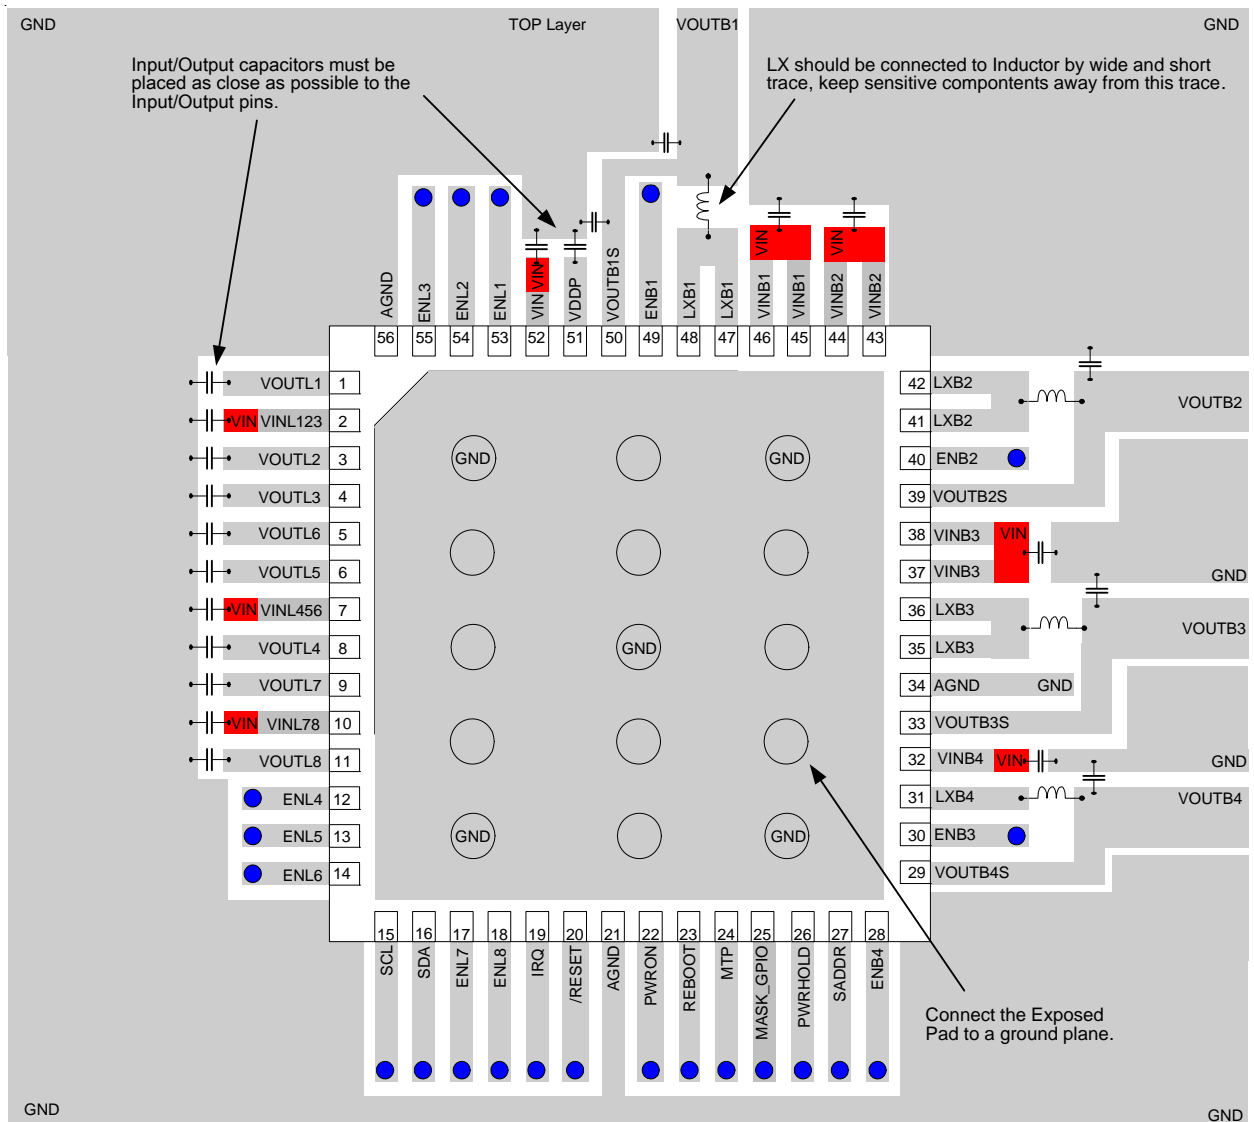 GND
TOP Layer
VOUTB1
GND
Input/Output capacitors must be
placed as close as possible to the
Input/Output pins.
LX should be connected to Inductor by wide and short
trace, keep sensitive compontents away from this trace.
AGND
ENL3
ENL2
ENL1
VIN
VIN
VDDP
VOUTB1S
ENB1
LXB1
LXB1
VIN
VINB1
VINB1
VIN
VINB2
VINB2
56
55
54
53
52
51
50
49
48
47
46
45
44
43
VOUTL1 1
VIN VINL123 2
VOUTL2 3
VOUTL3 4
VOUTL6 5
VOUTL5 6
VIN VINL456 7
VOUTL4 8
VOUTL7 9
VIN VINL78 10
VOUTL8 11
ENL4 12
ENL5 13
ENL6 14
GND
GND
GND
GND
GND
42 LXB2
VOUTB2
41 LXB2
40 ENB2
39 VOUTB2S
38 VINB3 VIN
37 VINB3
GND
36 LXB3
VOUTB3
35 LXB3
34 AGND GND
33 VOUTB3S
32 VINB4 VIN
GND
31 LXB4
VOUTB4
30 ENB3
29 VOUTB4S
15
16
17
18
19
20
21
22
23
24
25
26
27
28
SCL
SDA
ENL7
ENL8
IRQ
/RESET
AGND
PWRON
REBOOT
MTP
MASK_GPIO
PWRHOLD
SADDR
ENB4
Connect the Exposed
Pad to a ground plane.
GND
GND